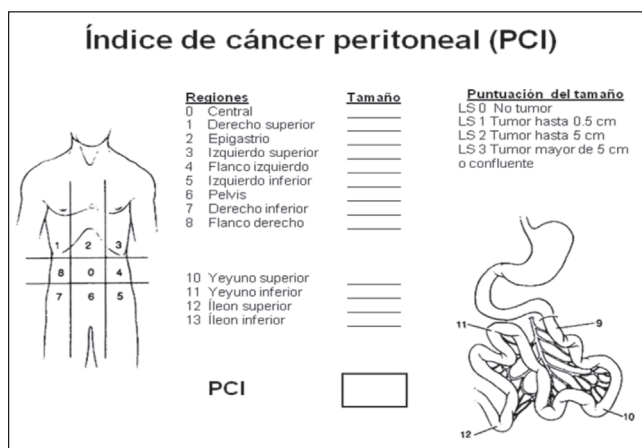 Índice de cáncer peritoneal (PCI)
Regiones Tamaño
0 Central
1 Derecho superior
2 Epigastrio
3 Izquierdo superior
4 Flanco izquierdo
5 Izquierdo inferior
6 Pelvis
7 Derecho inferior
8 Flanco derecho
10 Yeyuno superior
11 Yeyuno inferior
12 Íleon superior
13 Íleon inferior
PCI
Puntuación del tamaño
LS 0 No tumor
LS 1 Tumor hasta 0.5 cm
LS 2 Tumor hasta 5 cm
LS 3 Tumor mayor de 5 cm
o confluente
1 2 3
8 0 4
7 6 5
11 9
10
12